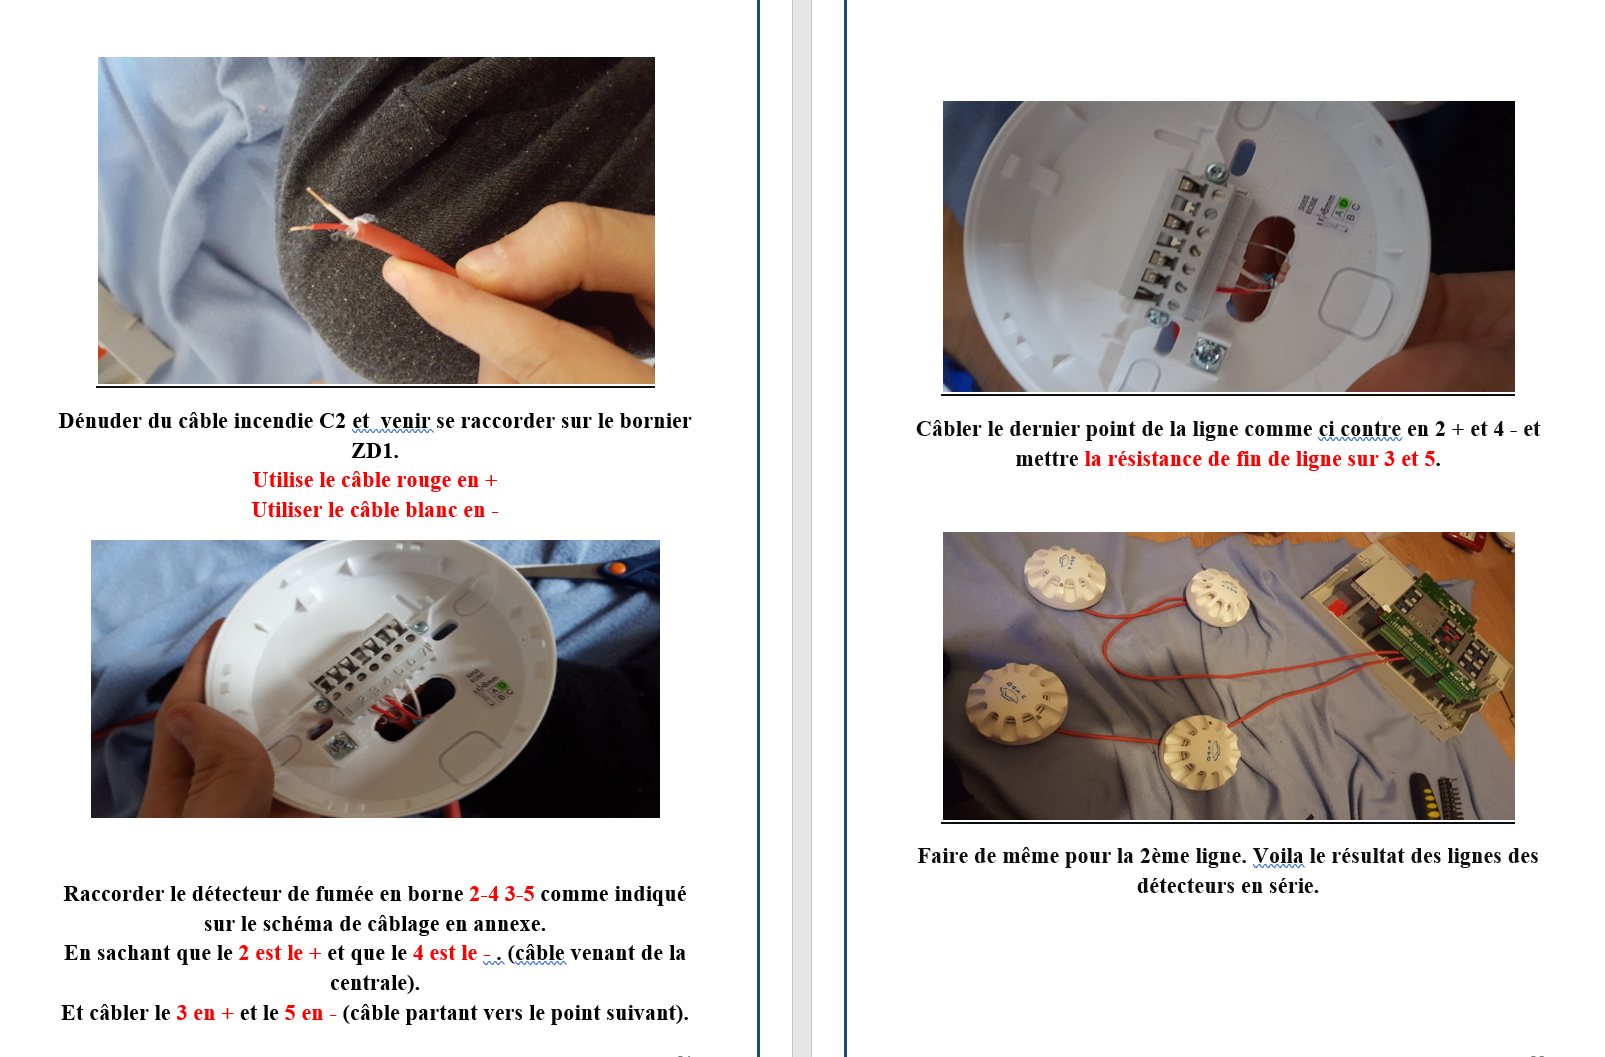 Dénuder du câble incendie C2 et  venir se raccorder sur le bornier
ZD1.
Utilise le câble rouge en +
Utiliser le câble blanc en -
Raccorder le détecteur de fumée en borne 2-4 3-5 comme indiqué
sur le schéma de câblage en annexe.
En sachant que le 2 est le + et que le 4 est le - . (câble venant de la
centrale).
Et câbler le 3 en + et le 5 en - (câble partant vers le point suivant).
Câbler le dernier point de la ligne comme ci contre en 2 + et 4 - et
mettre la résistance de fin de ligne sur 3 et 5.
Faire de même pour la 2ème ligne. Voila le résultat des lignes des
détecteurs en série.